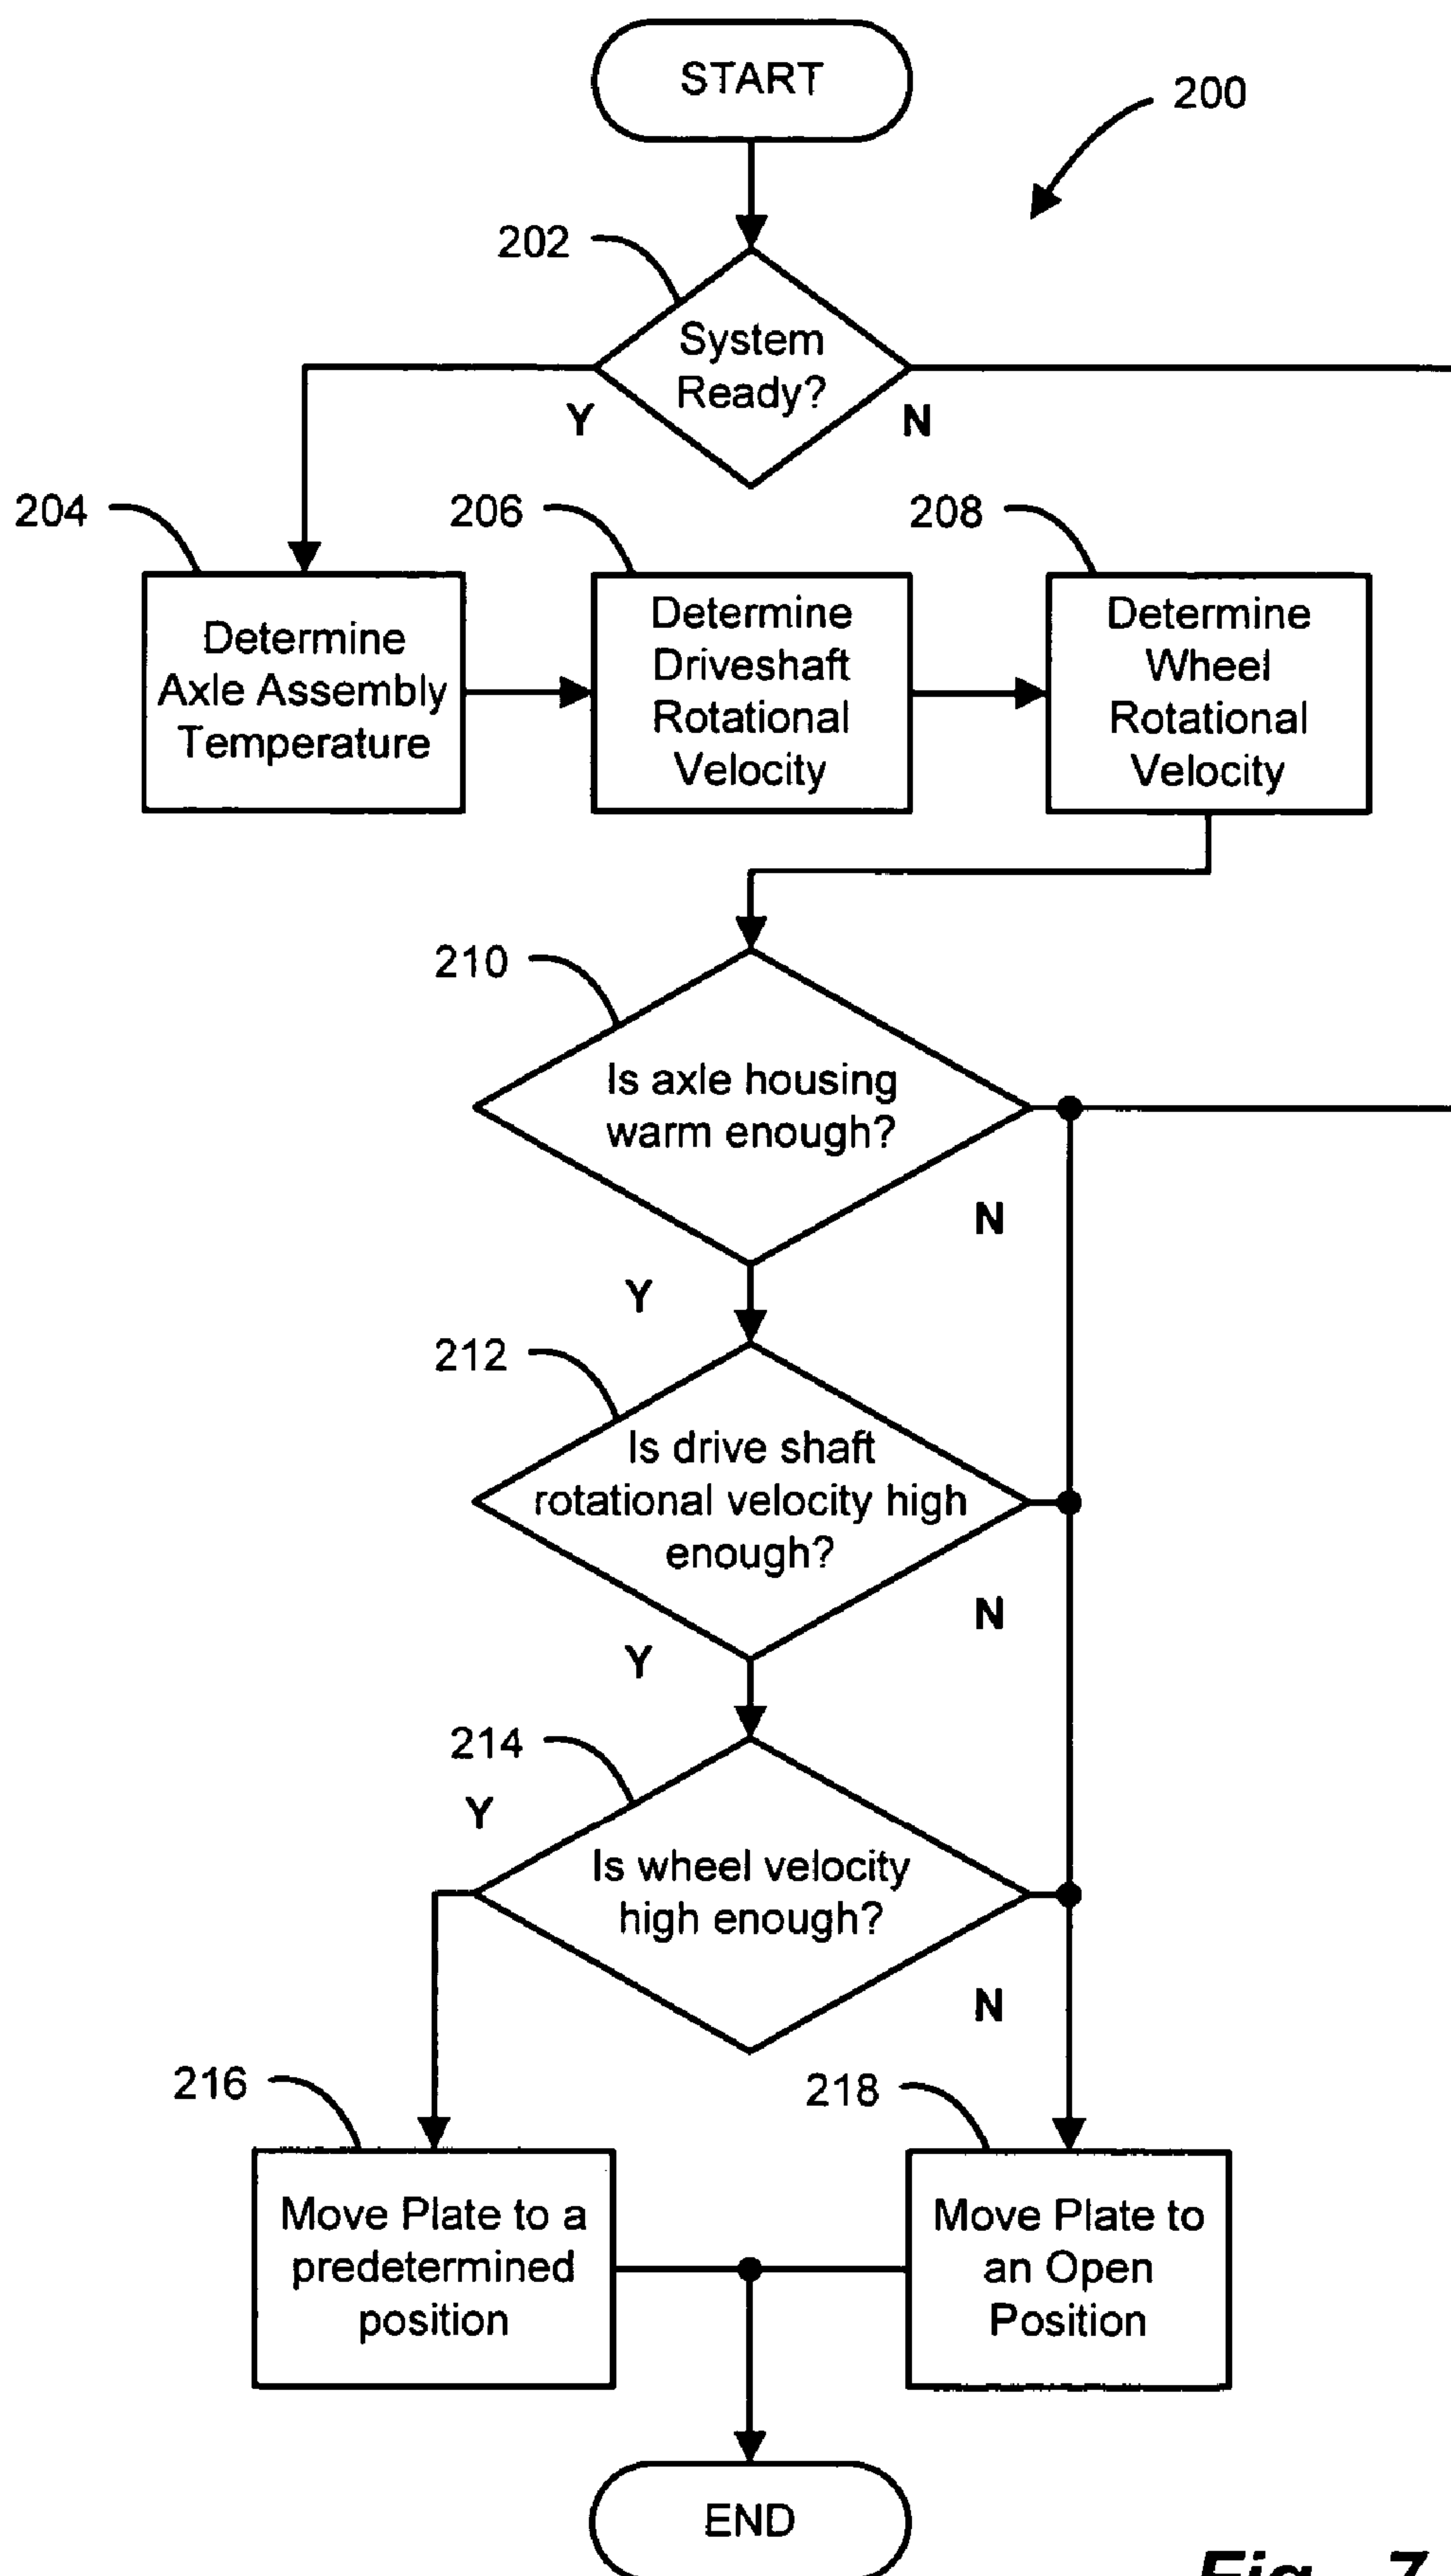 START
200
202
System
Ready?
Y
N
204
206
208
Determine
Axle Assembly
Temperature
Determine
Driveshaft
Rotational
Velocity
Determine
Wheel
Rotational
Velocity
210
Is axle housing
warm enough?
N
Y
212
Is drive shaft
rotational velocity high
enough?
N
Y
214
Y
Is wheel velocity
high enough?
N
216
218
Move Plate to a
predetermined
position
Move Plate to
an Open
Position
END
Fig. 7